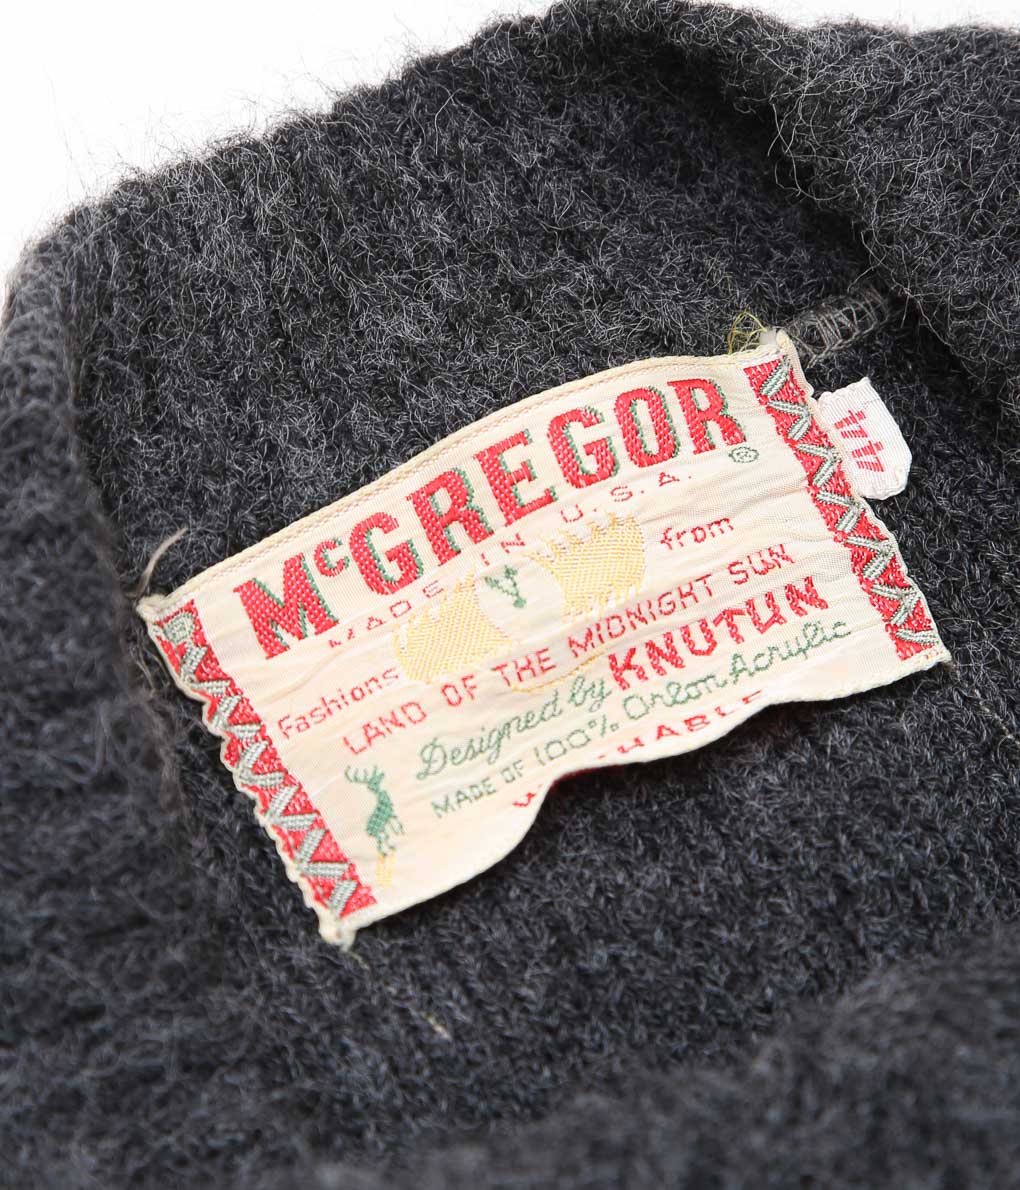 McGREGOR®
MADE IN U.S.A.
Fashions from
LAND OF THE MIDNIGHT SUN
Designed by KNUTUN
MADE OF 100% Orlon Acrylic